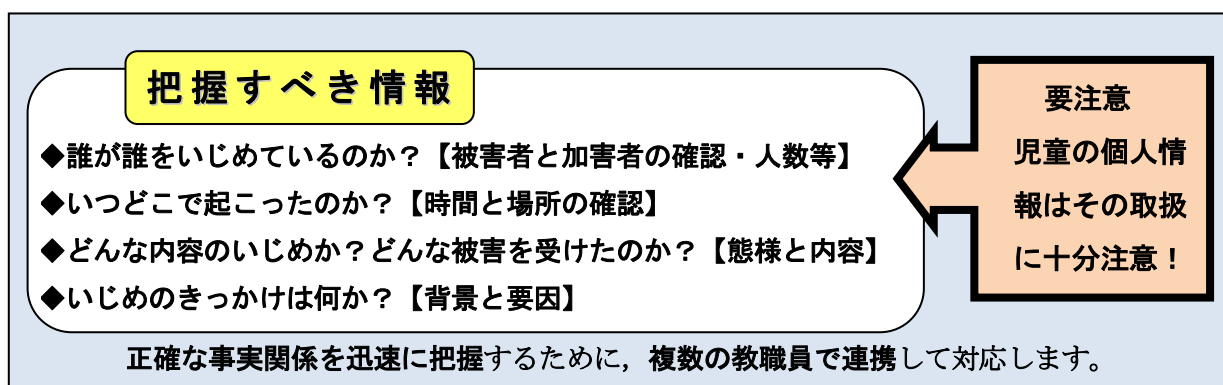 把握すべき情報
◆誰が誰をいじめているのか？【被害者と加害者の確認・人数等】
◆いつどこで起こったのか？【時間と場所の確認】
◆どんな内容のいじめか？どんな被害を受けたのか？【態様と内容】
◆いじめのきっかけは何か？【背景と要因】
要注意
児童の個人情
報はその取扱
に十分注意！
正確な事実関係を迅速に把握するために，複数の教職員で連携して対応します。